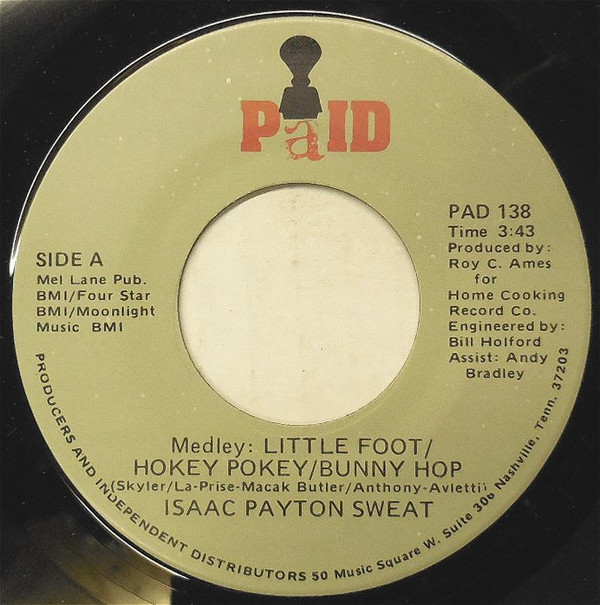 PaID
SIDE A
Mel Lane Pub.
BMI/Four Star
BMI/Moonlight
Music BMI
PAD 138
Time 3:43
Produced by:
Roy C. Ames
for
Home Cooking
Record Co.
Engineered by:
Bill Holford
Assist: Andy
Bradley
Medley: LITTLE FOOT/
HOKEY POKEY/BUNNY HOP
(Skyler/La-Prise-Macak Butler/Anthony-Avletti)
ISAAC PAYTON SWEAT
PRODUCERS AND INDEPENDENT DISTRIBUTORS 50 Music Square W. Suite 306 Nashville, Tenn. 37203